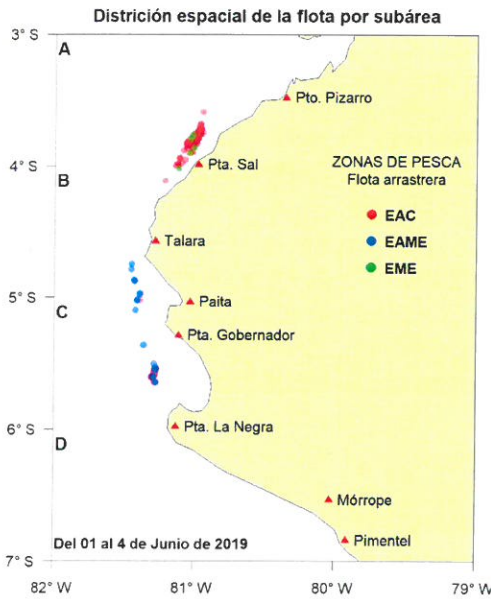 Districión espacial de la flota por subárea
3° S
A
Pto. Pizarro
ZONAS DE PESCA
Flota arrastrera
4° S
Pta. Sal
B
EAC
Talara
EAME
EME
5° S
Paita
C
Pta. Gobernador
6° S
Pta. La Negra
D
Mórrope
Pimentel
Del 01 al 4 de Junio de 2019
7° S
82° W 81° W 80° W 79° W